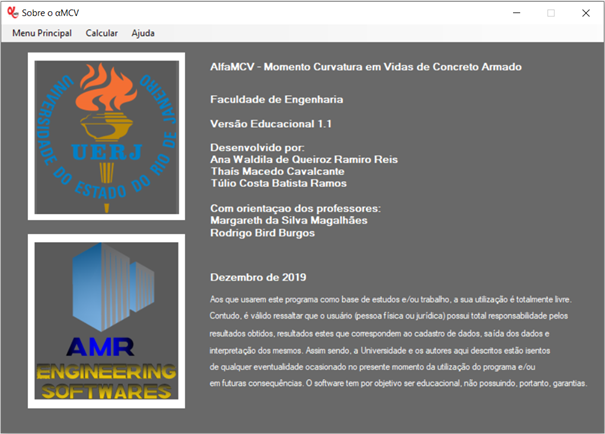 Sobre o αMCV
Menu Principal Calcular Ajuda
UNIVERSIDADE DO ESTADO DO RIO DE JANEIRO
UERJ
AlfaMCV - Momento Curvatura em Vidas de Concreto Armado
Faculdade de Engenharia
Versão Educacional 1.1
Desenvolvido por:
Ana Waldila de Queiroz Ramiro Reis
Thaís Macedo Cavalcante
Túlio Costa Batista Ramos
Com orientaçao dos professores:
Margareth da Silva Magalhães
Rodrigo Bird Burgos
AMR
ENGINEERING
SOFTWARES
Dezembro de 2019
Aos que usarem este programa como base de estudos e/ou trabalho, a sua utilização é totalmente livre.
Contudo, é válido ressaltar que o usuário (pessoa física ou jurídica) possui total responsabilidade pelos
resultados obtidos, resultados estes que correspondem ao cadastro de dados, saída dos dados e
interpretação dos mesmos. Assim sendo, a Universidade e os autores aqui descritos estão isentos
de qualquer eventualidade ocasionado no presente momento da utilização do programa e/ou
em futuras consequências. O software tem por objetivo ser educacional, não possuindo, portanto, garantias.